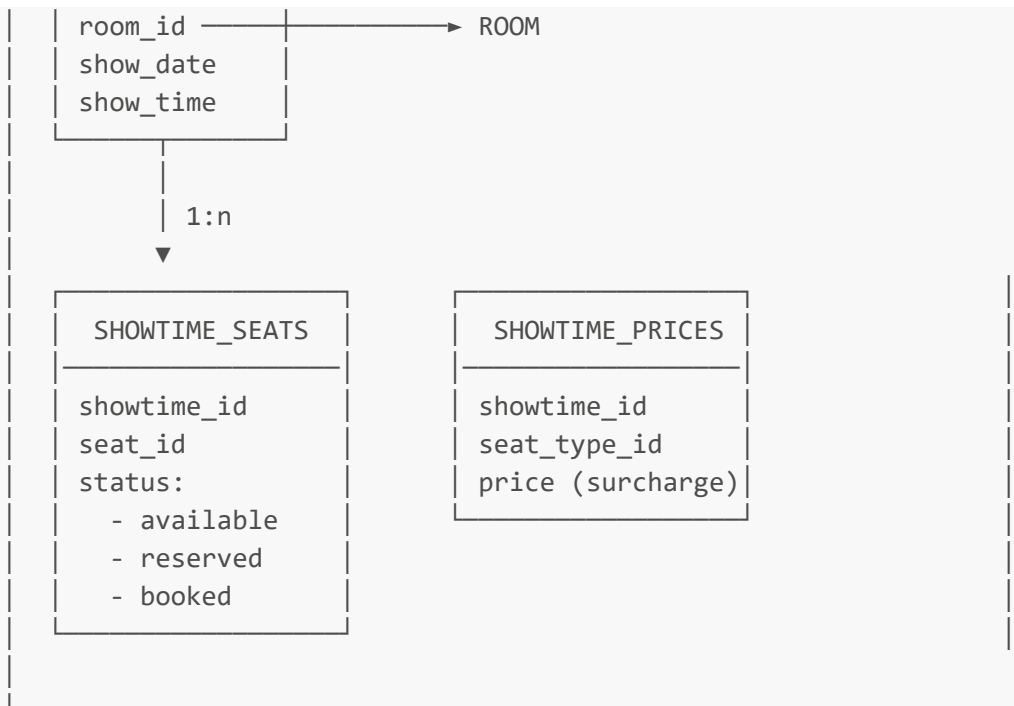 room_id ROOM
show_date
show_time
1:n
SHOWTIME_SEATS SHOWTIME_PRICES
showtime_id showtime_id
seat_id seat_type_id
status: price (surcharge)
- available
- reserved
- booked